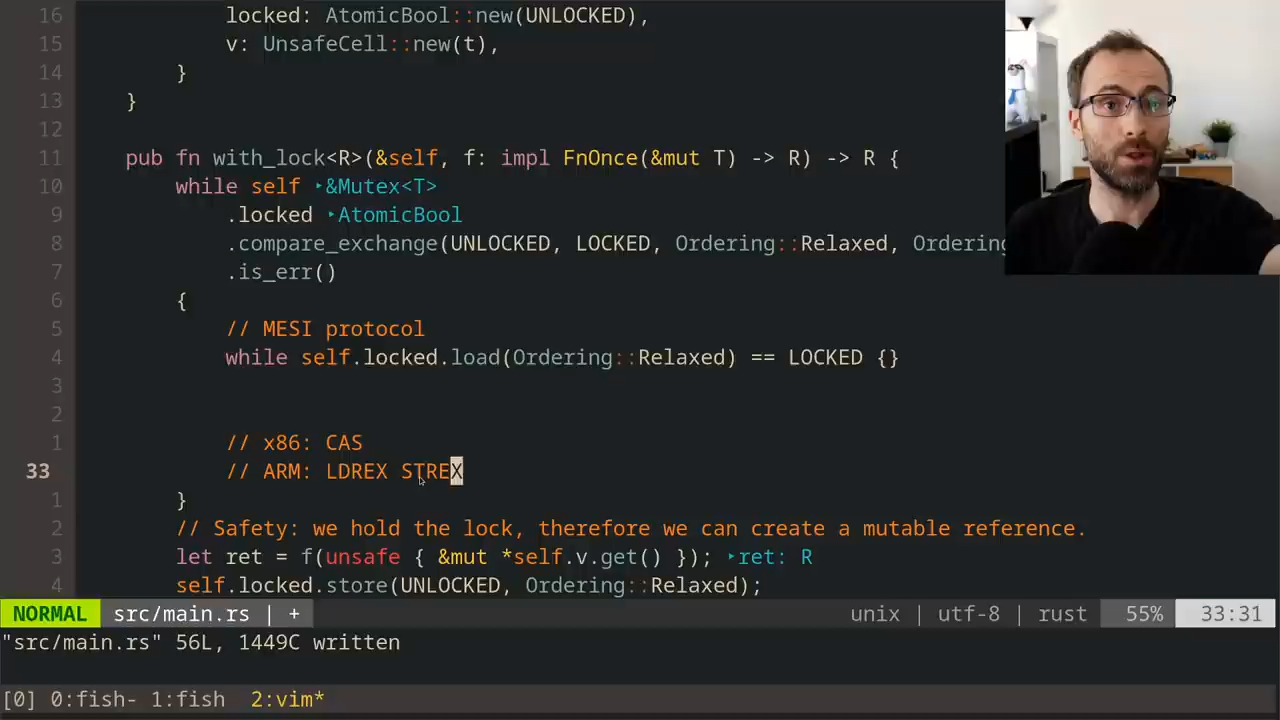 16 locked: AtomicBool::new(UNLOCKED),
15 v: UnsafeCell::new(t),
14 }
13 }
12
11 pub fn with_lock<R>(&self, f: impl FnOnce(&mut T) -> R) -> R {
10 while self ‣&Mutex<T>
9 .locked ‣AtomicBool
8 .compare_exchange(UNLOCKED, LOCKED, Ordering::Relaxed, Ordering
7 .is_err()
6 {
5 // MESI protocol
4 while self.locked.load(Ordering::Relaxed) == LOCKED {}
3
2
1 // x86: CAS
33 // ARM: LDREX STREX
1 }
2 // Safety: we hold the lock, therefore we can create a mutable reference.
3 let ret = f(unsafe { &mut *self.v.get() }); ‣ret: R
4 self.locked.store(UNLOCKED, Ordering::Relaxed);
NORMAL src/main.rs | + unix | utf-8 | rust 55% 33:31
"src/main.rs" 56L, 1449C written
[0] 0:fish- 1:fish 2:vim*